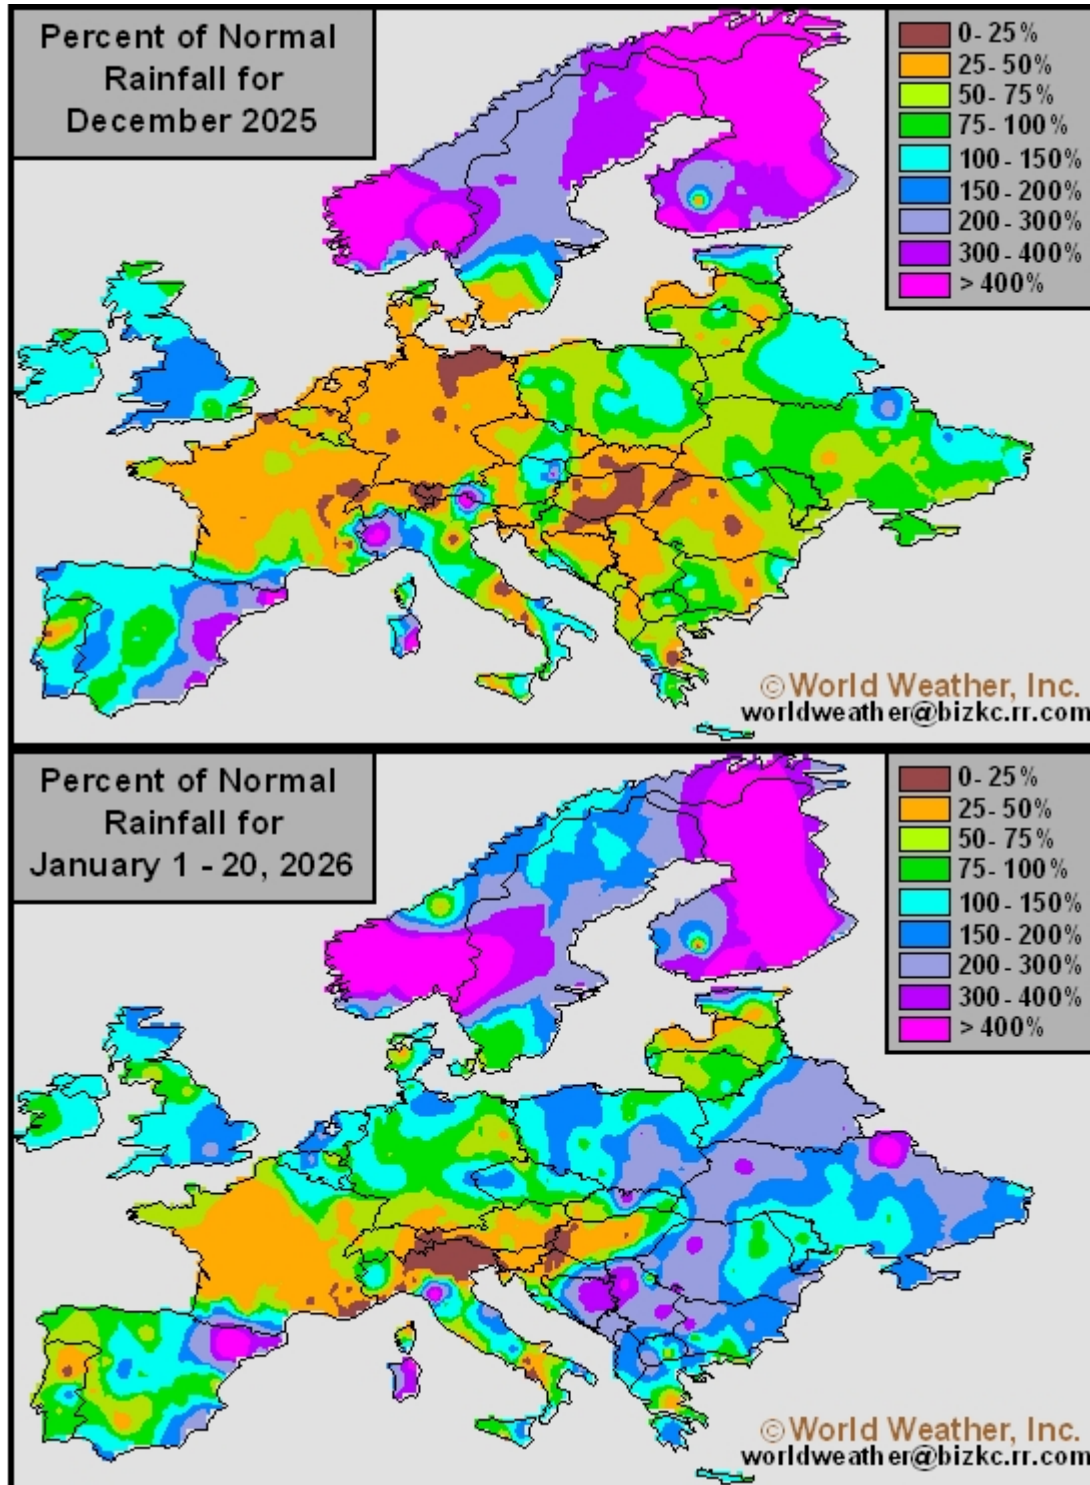 Percent of Normal
Rainfall for
December 2025
0- 25%
25- 50%
50- 75%
75- 100%
100- 150%
150- 200%
200- 300%
300- 400%
> 400%
©World Weather, Inc.
worldweather@bizkc.rr.com
Percent of Normal
Rainfall for
January 1 - 20, 2026
0- 25%
25- 50%
50- 75%
75- 100%
100- 150%
150- 200%
200- 300%
300- 400%
> 400%
©World Weather, Inc.
worldweather@bizkc.rr.com